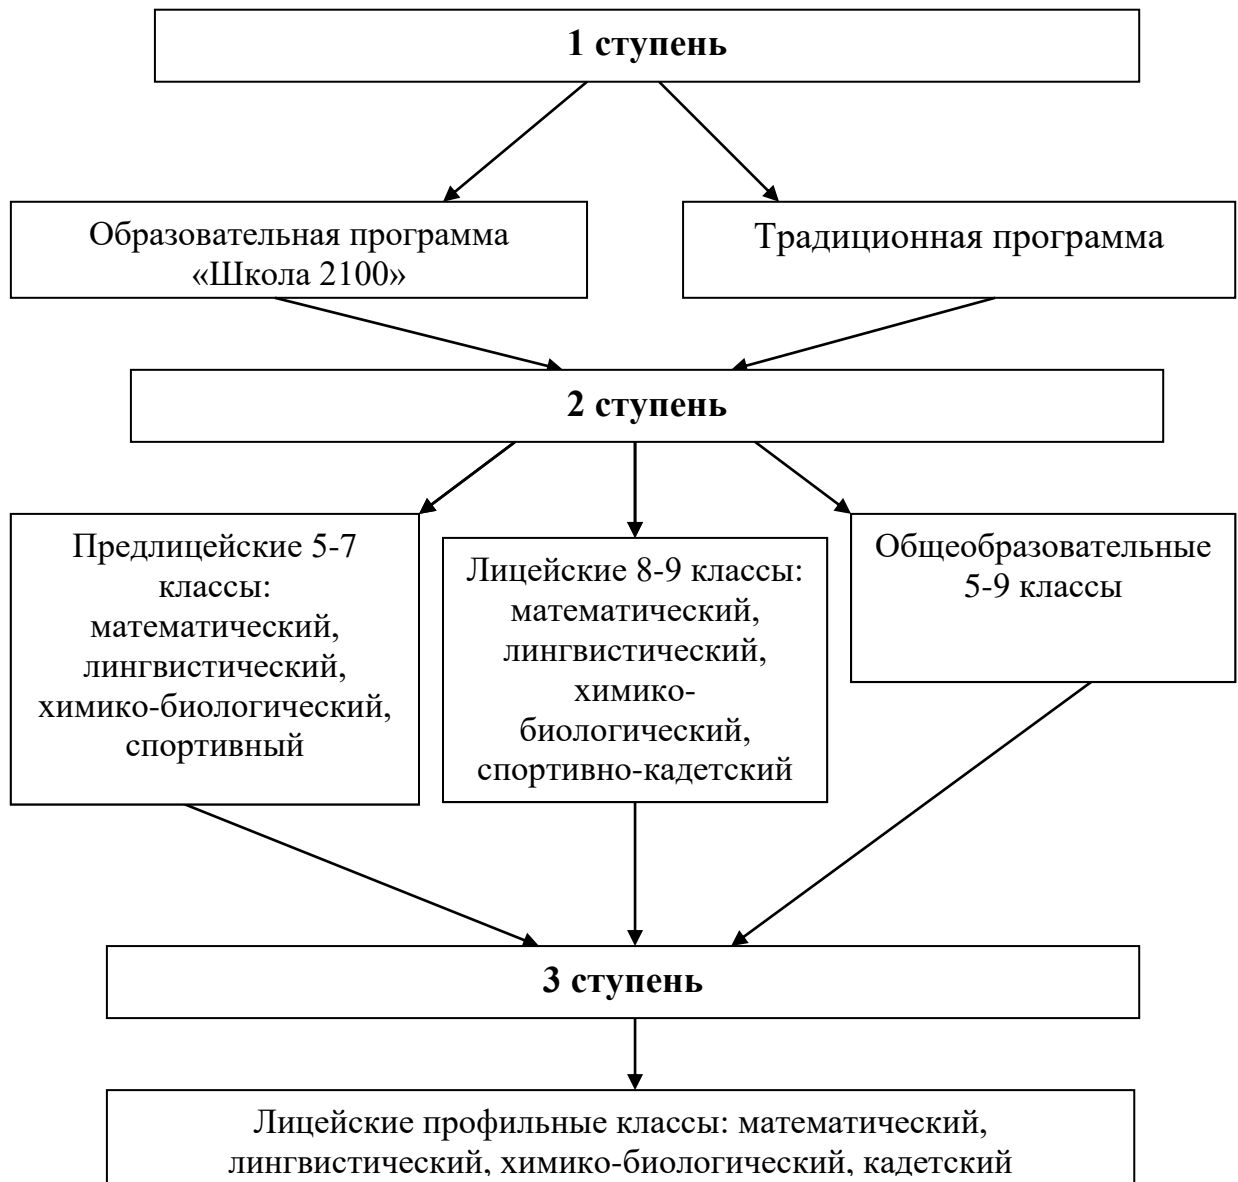 1 ступень
Образовательная программа
«Школа 2100»
Традиционная программа
2 ступень
Предлицейские 5-7
классы:
математический,
лингвистический,
химико-биологический,
спортивный
Лицейские 8-9 классы:
математический,
лингвистический,
химико-
биологический,
спортивно-кадетский
Общеобразовательные
5-9 классы
3 ступень
Лицейские профильные классы: математический,
лингвистический, химико-биологический, кадетский